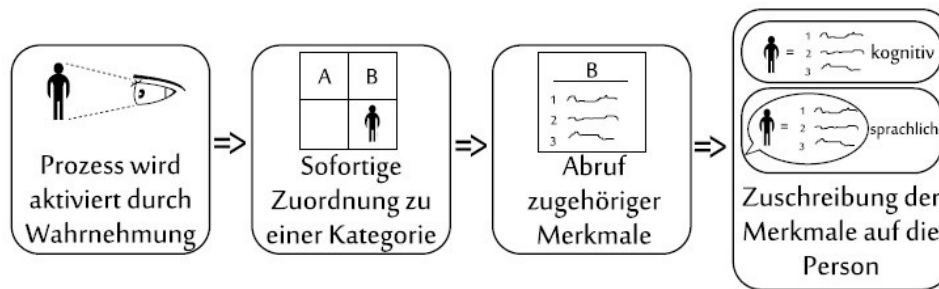 Prozess wird
aktiviert durch
Wahrnehmung
A B
Sofortige
Zuordnung zu
einer Kategorie
B
1
2
3
Abruf
zugehöriger
Merkmale
1
= 2 kognitiv
3
1
= 2 sprachlich
3
Zuschreibung der
Merkmale auf die
Person